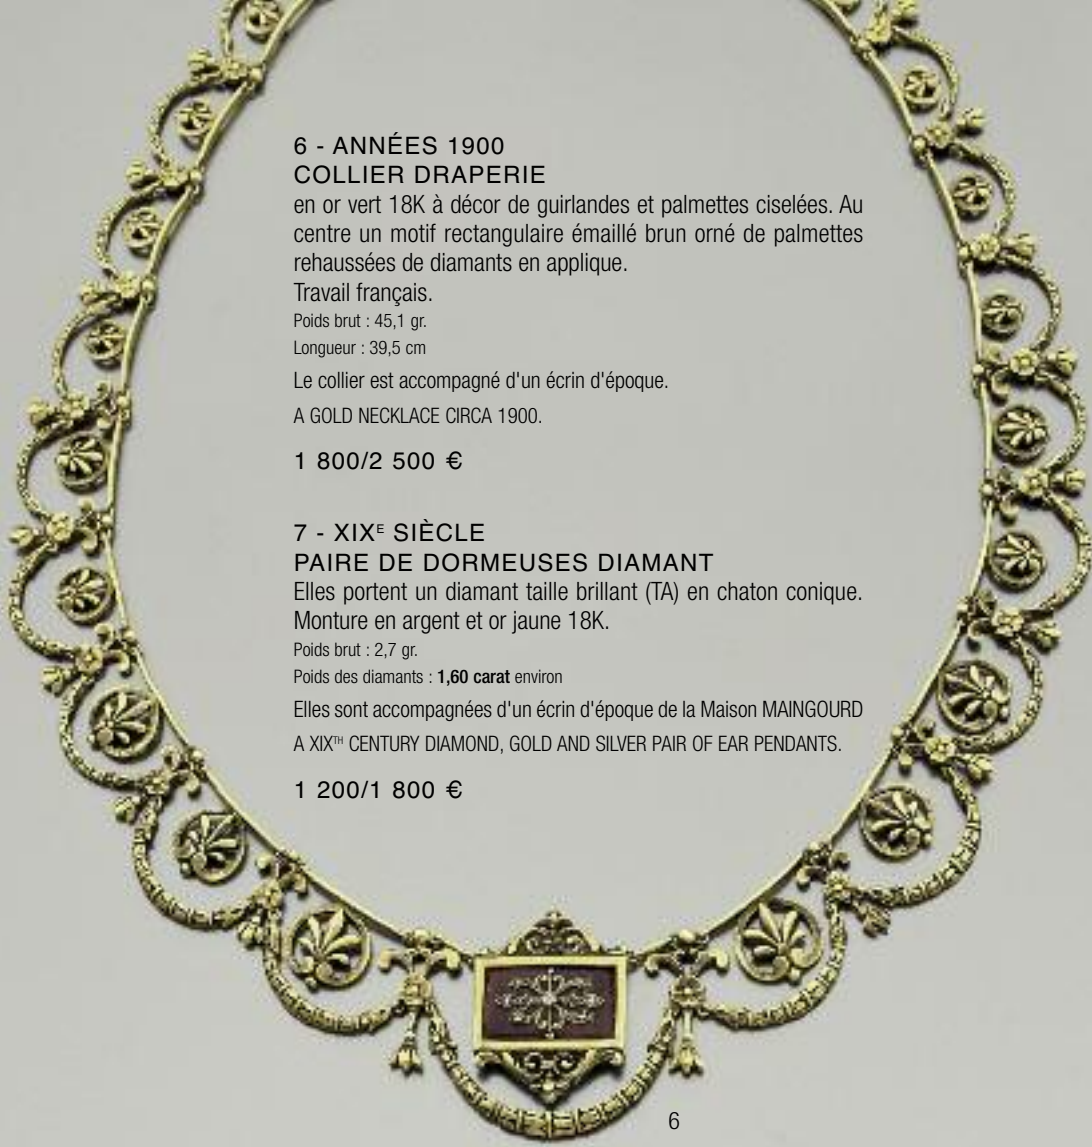 6 - ANNÉES 1900
COLLIER DRAPERIE
en or vert 18K à décor de guirlandes et palmettes ciselées. Au
centre un motif rectangulaire émaillé brun orné de palmettes
rehaussées de diamants en applique.
Travail français.
Poids brut : 45,1 gr.
Longueur : 39,5 cm
Le collier est accompagné d'un écrin d'époque.
A GOLD NECKLACE CIRCA 1900.
1 800/2 500 €
7 - XIXᴱ SIÈCLE
PAIRE DE DORMEUSES DIAMANT
Elles portent un diamant taille brillant (TA) en chaton conique.
Monture en argent et or jaune 18K.
Poids brut : 2,7 gr.
Poids des diamants : 1,60 carat environ
Elles sont accompagnées d'un écrin d'époque de la Maison MAINGOURD
A XIXᵀᴴ CENTURY DIAMOND, GOLD AND SILVER PAIR OF EAR PENDANTS.
1 200/1 800 €
6